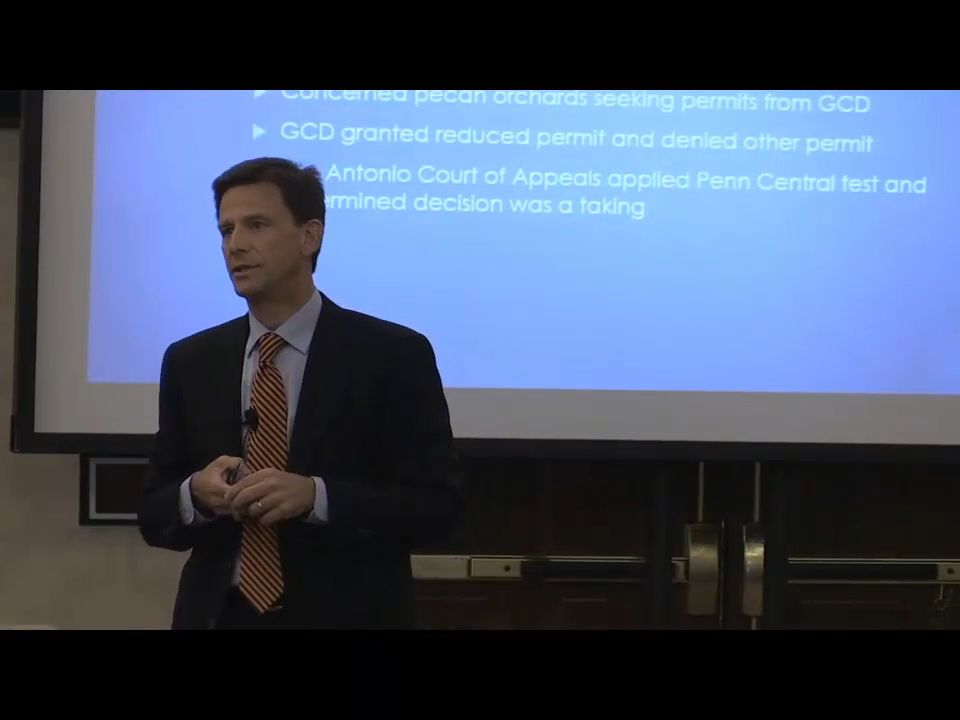 Concerned pecan orchards seeking permits from GCD
GCD granted reduced permit and denied other permit
Antonio Court of Appeals applied Penn Central test and
ermined decision was a taking